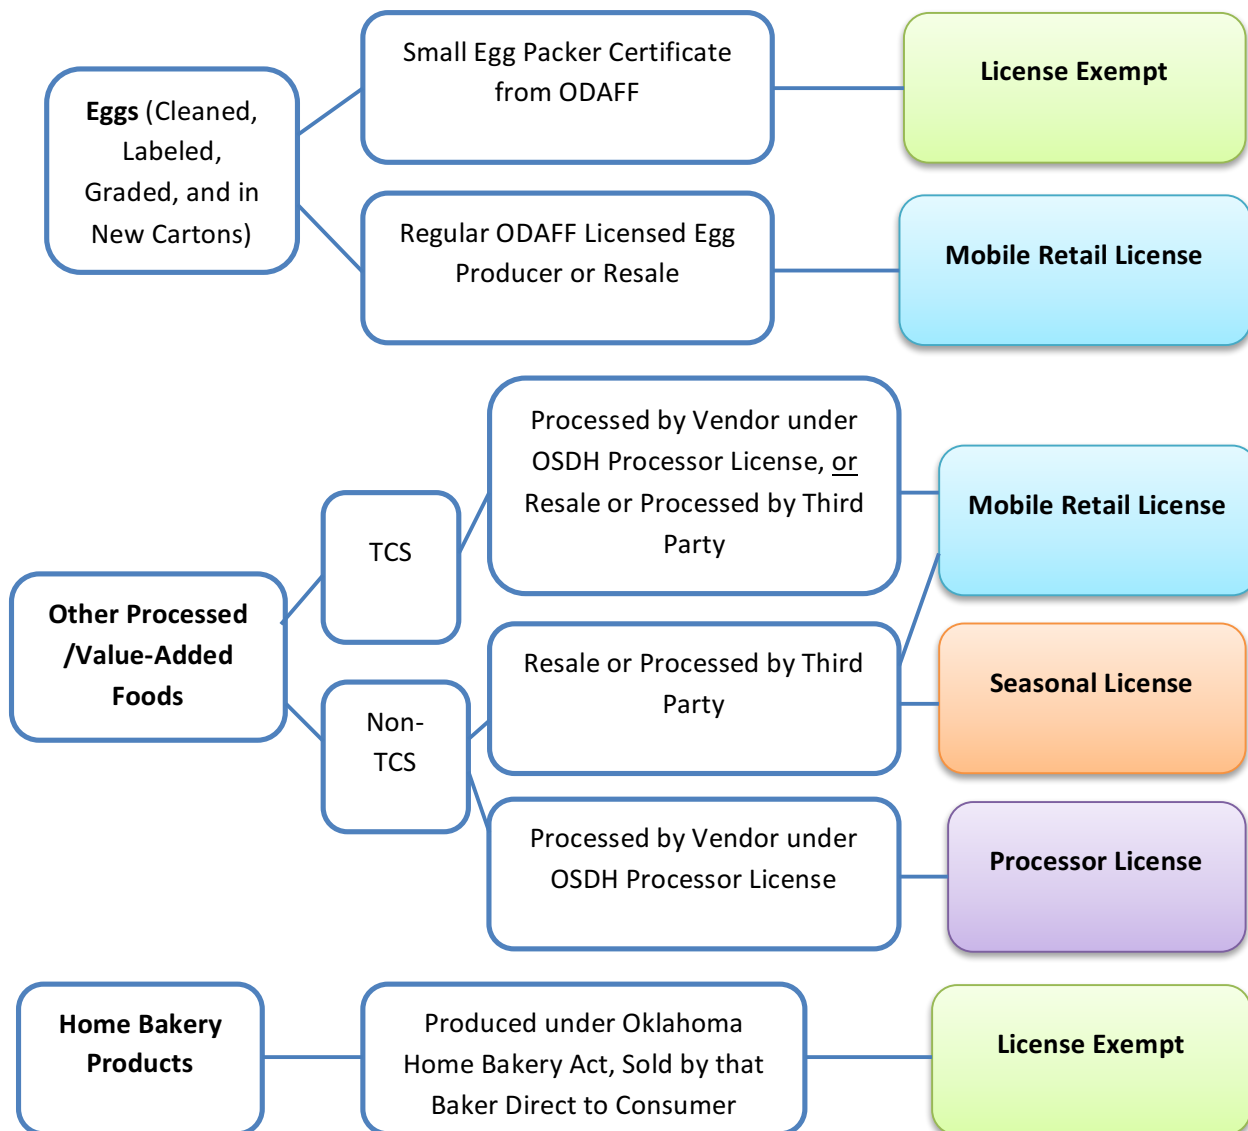 Eggs (Cleaned,
Labeled,
Graded, and in
New Cartons)
Small Egg Packer Certificate
from ODAFF
License Exempt
Regular ODAFF Licensed Egg
Producer or Resale
Mobile Retail License
Other Processed
/Value-Added
Foods
TCS
Processed by Vendor under
OSDH Processor License, or
Resale or Processed by Third
Party
Mobile Retail License
Non-
TCS
Resale or Processed by Third
Party
Seasonal License
Processed by Vendor under
OSDH Processor License
Processor License
Home Bakery
Products
Produced under Oklahoma
Home Bakery Act, Sold by that
Baker Direct to Consumer
License Exempt